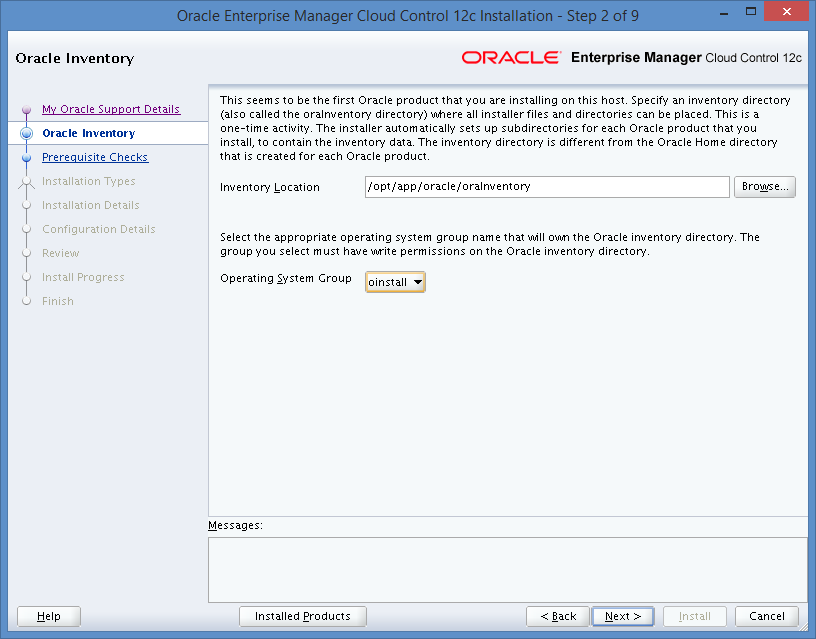 Oracle Enterprise Manager Cloud Control 12c Installation - Step 2 of 9
Oracle Inventory
ORACLE Enterprise Manager Cloud Control 12c
My Oracle Support Details
Oracle Inventory
Prerequisite Checks
Installation Types
Installation Details
Configuration Details
Review
Install Progress
Finish
This seems to be the first Oracle product that you are installing on this host. Specify an inventory directory
(also called the oraInventory directory) where all installer files and directories can be placed. This is a
one-time activity. The installer automatically sets up subdirectories for each Oracle product that you
install, to contain the inventory data. The inventory directory is different from the Oracle Home directory
that is created for each Oracle product.
Inventory Location /opt/app/oracle/oraInventory Browse...
Select the appropriate operating system group name that will own the Oracle inventory directory. The
group you select must have write permissions on the Oracle inventory directory.
Operating System Group oinstall
Messages:
Help Installed Products < Back Next > Install Cancel